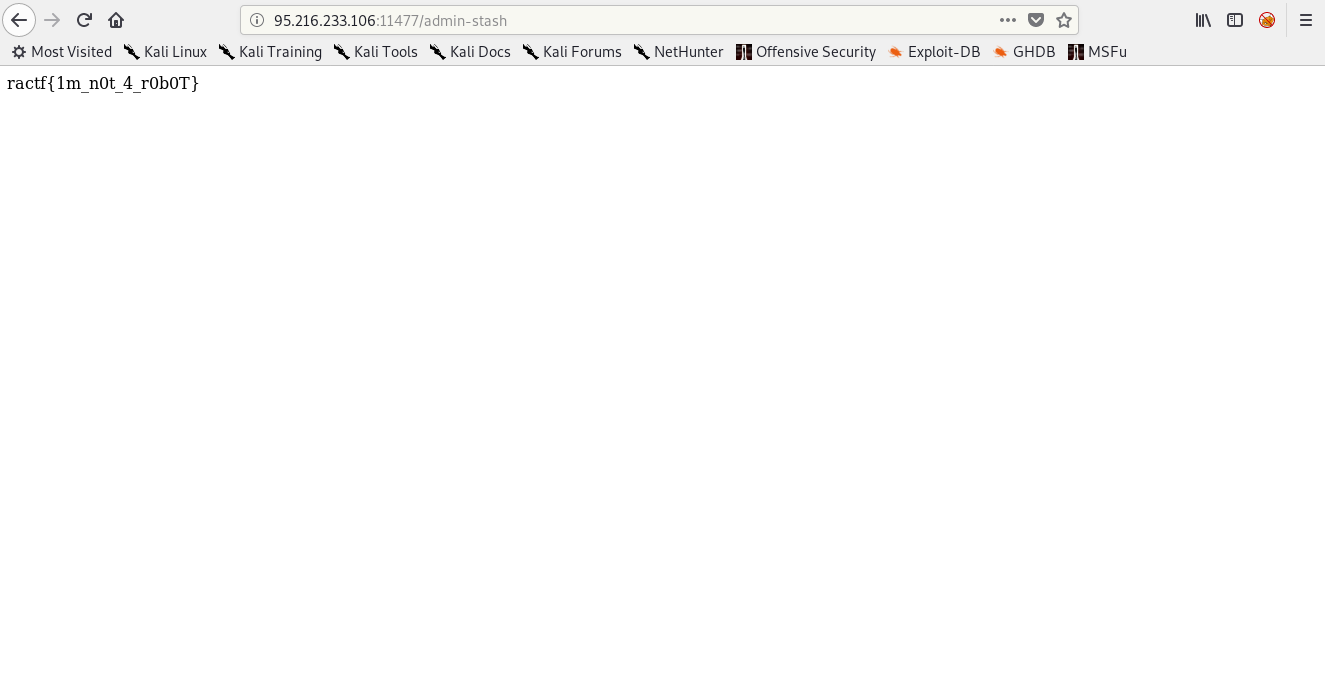 95.216.233.106:11477/admin-stash
Most Visited Kali Linux Kali Training Kali Tools Kali Docs Kali Forums NetHunter Offensive Security Exploit-DB GHDB MSFu
ractf{1m_n0t_4_r0b0T}